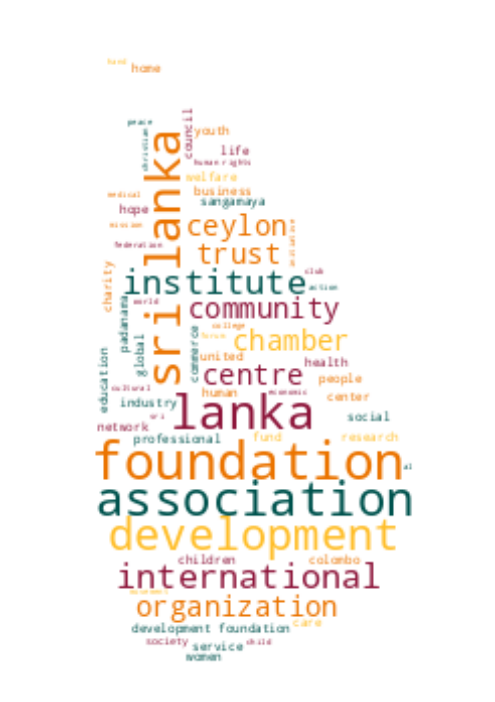 hand
home
peace
christian
council
youth
life
human rights
welfare
medical
business
sangamaya
hope
mission
sri lanka
ceylon
initiative
federation
trust
club
institute
action
charity
world
padanama
community
college
forum
chamber
commerce
global
united
health
education
centre
people
cultural
human
economic
center
industry
lanka
sri
social
network
professional
fund
research
foundation
al
association
development
children
colombo
international
organization
care
development foundation
society
child
service
women